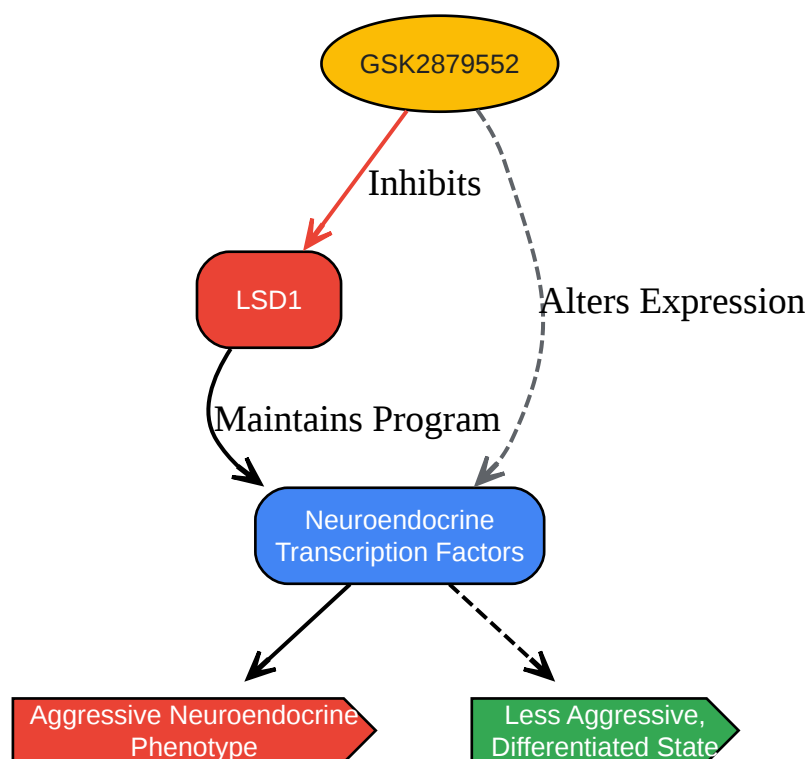 GSK2879552
Inhibits
LSD1
Alters Expression
Maintains Program
Neuroendocrine
Transcription Factors
Aggressive Neuroendocrine
Phenotype
Less Aggressive,
Differentiated State